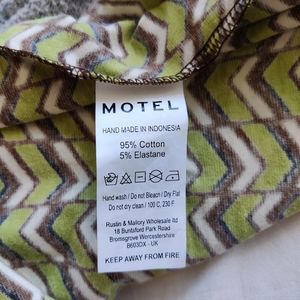 MOTEL
HAND MADE IN INDONESIA
95% Cotton
5% Elastane
Hand wash / Do not Bleach / Dry Flat
Do not dry clean / 100 C, 230 F
Rustin & Mallory Wholesale ltd
18 Buntsford Park Road
Bromsgrove Worcestershire
B603DX - UK
KEEP AWAY FROM FIRE